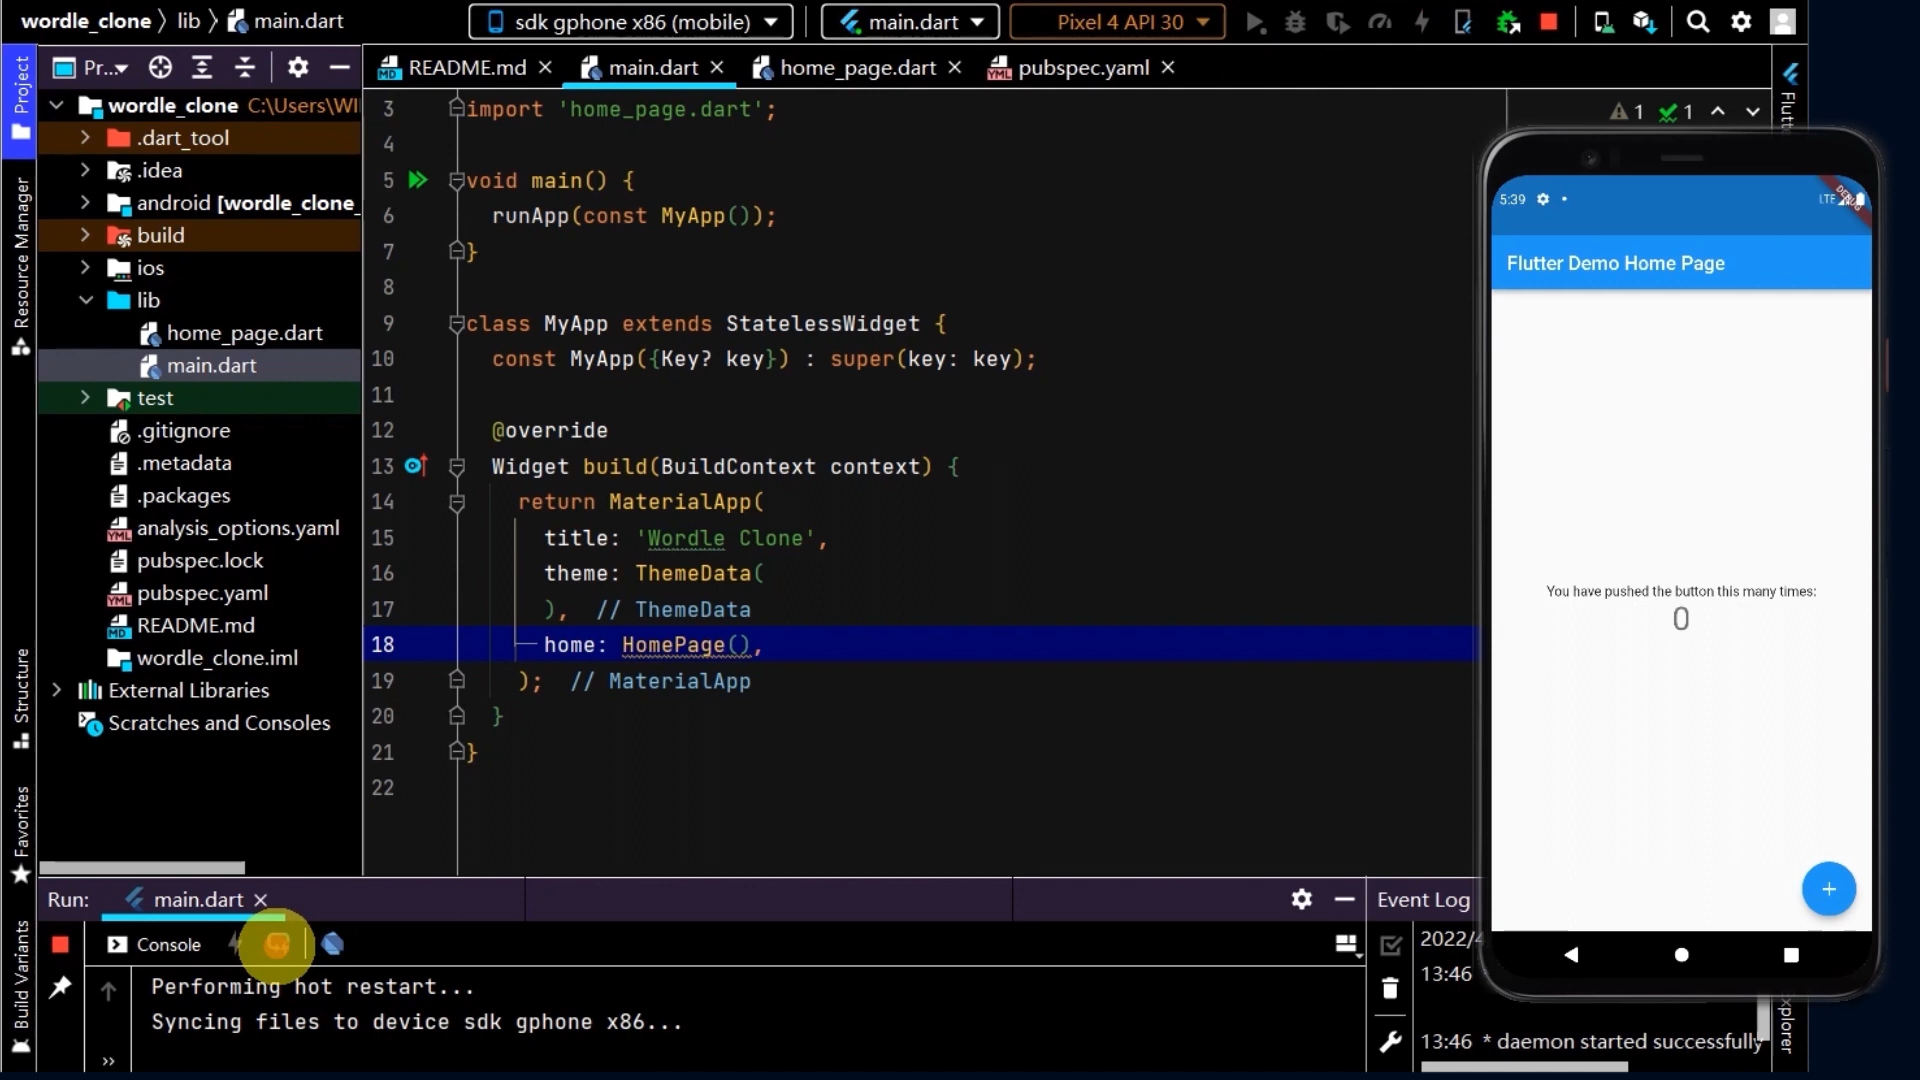 wordle_clone lib main.dart
sdk gphone x86 (mobile)
main.dart
Pixel 4 API 30
Project
Pr...
README.md
main.dart
home_page.dart
pubspec.yaml
wordle_clone C:\Users\WI
.dart_tool
.idea
android [wordle_clone_
build
ios
lib
home_page.dart
main.dart
test
.gitignore
.metadata
.packages
analysis_options.yaml
pubspec.lock
pubspec.yaml
README.md
wordle_clone.iml
External Libraries
Scratches and Consoles
Resource Manager
Structure
Favorites
Build Variants
3 import 'home_page.dart';
4
5 void main() {
6 runApp(const MyApp());
7 }
8
9 class MyApp extends StatelessWidget {
10 const MyApp({Key? key}) : super(key: key);
11
12 @override
13 Widget build(BuildContext context) {
14 return MaterialApp(
15 title: 'Wordle Clone',
16 theme: ThemeData(
17 ), // ThemeData
18 home: HomePage(),
19 ); // MaterialApp
20 }
21 }
22
1 1
5:39
LTE
DEBUG
Flutter Demo Home Page
You have pushed the button this many times:
0
+
Run: main.dart
Console
Performing hot restart...
Syncing files to device sdk gphone x86...
Event Log
2022/4
13:46
13:46 * daemon started successfully